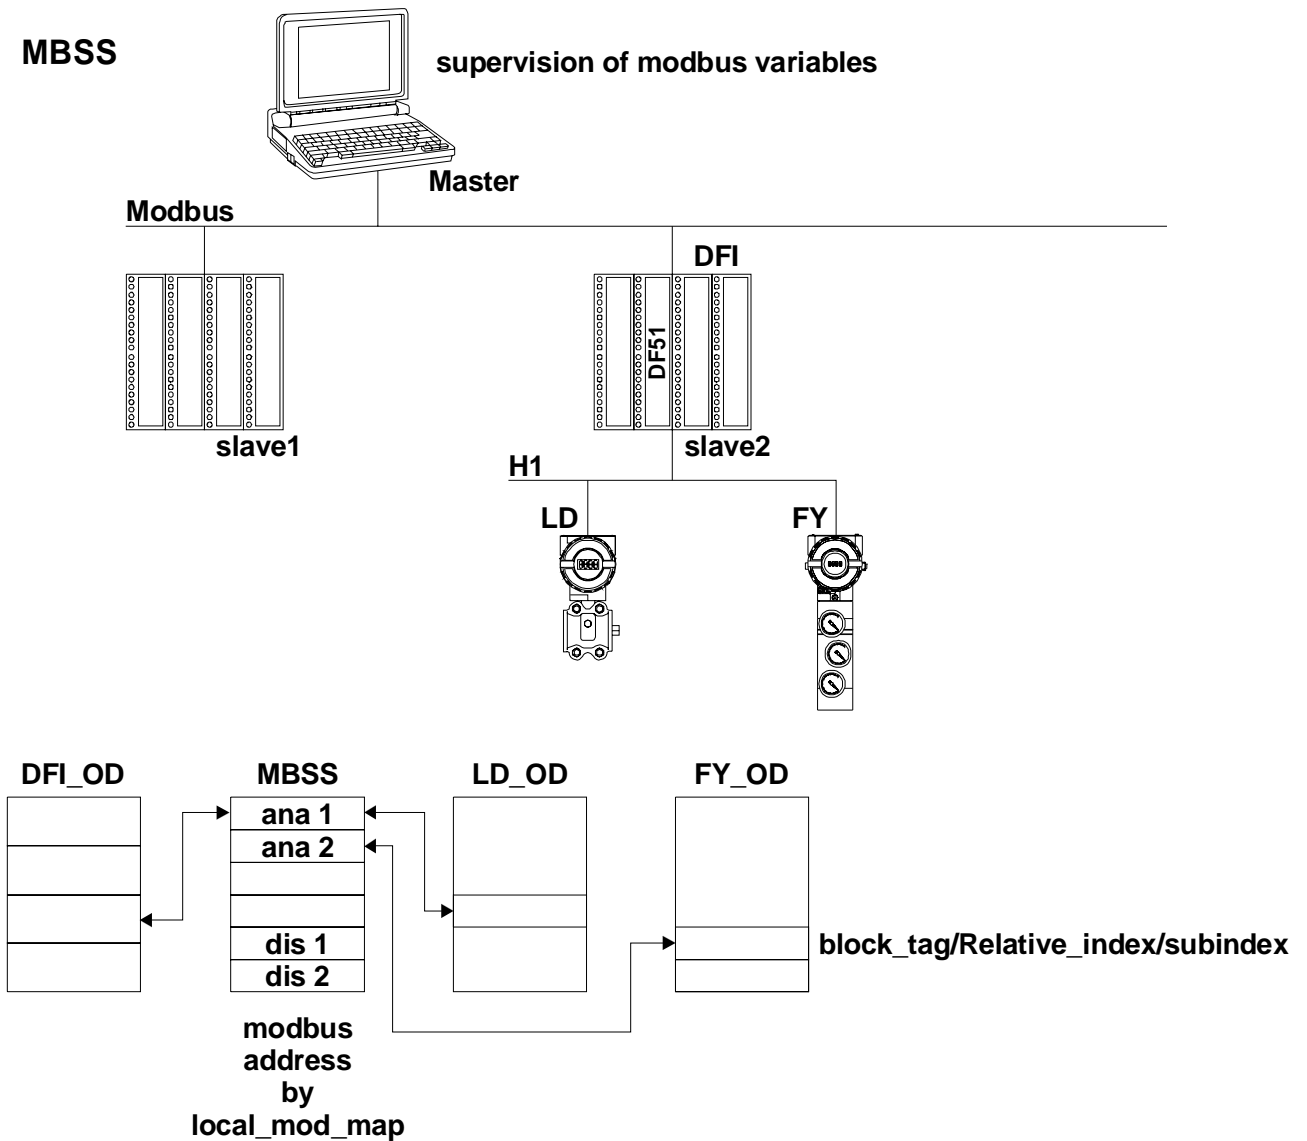 MBSS
supervision of modbus variables
Master
Modbus
DFI
DF51
slave1
slave2
H1
LD
FY
DFI_OD
MBSS
LD_OD
FY_OD
ana 1
ana 2
dis 1
dis 2
block_tag/Relative_index/subindex
modbus
address
by
local_mod_map